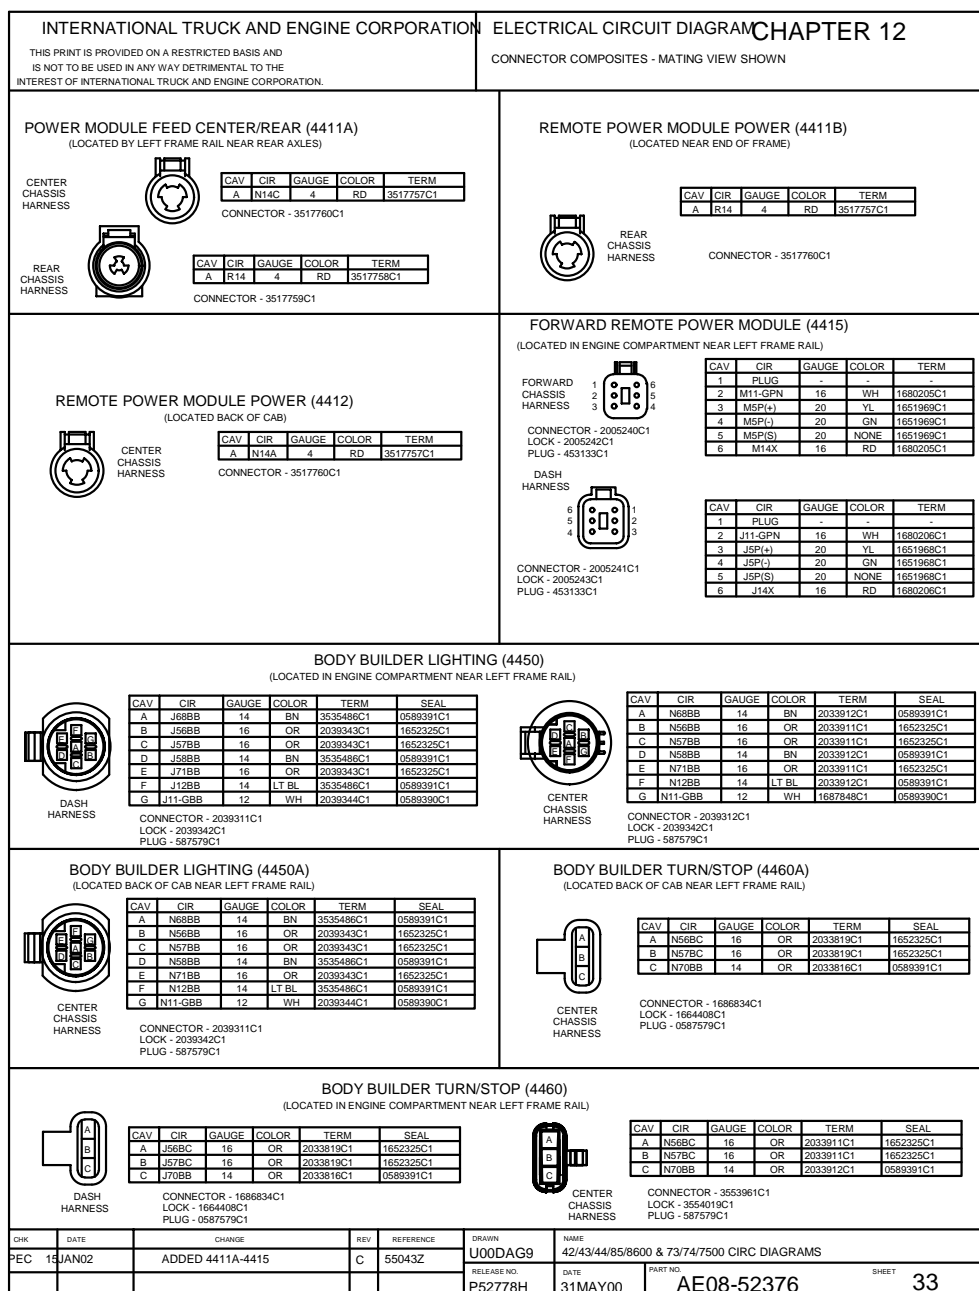 INTERNATIONAL TRUCK AND ENGINE CORPORATION
THIS PRINT IS PROVIDED ON A RESTRICTED BASIS AND
IS NOT TO BE USED IN ANY WAY DETRIMENTAL TO THE
INTEREST OF INTERNATIONAL TRUCK AND ENGINE CORPORATION.
ELECTRICAL CIRCUIT DIAGRAM CHAPTER 12
CONNECTOR COMPOSITES - MATING VIEW SHOWN
POWER MODULE FEED CENTER/REAR (4411A)
(LOCATED BY LEFT FRAME RAIL NEAR REAR AXLES)
CENTER
CHASSIS
HARNESS
CAV CIR GAUGE COLOR TERM
A N14C 4 RD 3517757C1
CONNECTOR - 3517760C1
REAR
CHASSIS
HARNESS
CAV CIR GAUGE COLOR TERM
A R14 4 RD 3517758C1
CONNECTOR - 3517759C1
REMOTE POWER MODULE POWER (4411B)
(LOCATED NEAR END OF FRAME)
REAR
CHASSIS
HARNESS
CAV CIR GAUGE COLOR TERM
A R14 4 RD 3517757C1
CONNECTOR - 3517760C1
REMOTE POWER MODULE POWER (4412)
(LOCATED BACK OF CAB)
CENTER
CHASSIS
HARNESS
CAV CIR GAUGE COLOR TERM
A N14A 4 RD 3517757C1
CONNECTOR - 3517760C1
FORWARD REMOTE POWER MODULE (4415)
(LOCATED IN ENGINE COMPARTMENT NEAR LEFT FRAME RAIL)
FORWARD
CHASSIS
HARNESS
1 6
2 5
3 4
CONNECTOR - 2005240C1
LOCK - 2005242C1
PLUG - 453133C1
CAV CIR GAUGE COLOR TERM
1 PLUG - - -
2 M11-GPN 16 WH 1680205C1
3 M5P(+) 20 YL 1651969C1
4 M5P(-) 20 GN 1651969C1
5 M5P(S) 20 NONE 1651969C1
6 M14X 16 RD 1680205C1
DASH
HARNESS
6 1
5 2
4 3
CONNECTOR - 2005241C1
LOCK - 2005243C1
PLUG - 453133C1
CAV CIR GAUGE COLOR TERM
1 PLUG - - -
2 J11-GPN 16 WH 1680206C1
3 J5P(+) 20 YL 1651968C1
4 J5P(-) 20 GN 1651968C1
5 J5P(S) 20 NONE 1651968C1
6 J14X 16 RD 1680206C1
BODY BUILDER LIGHTING (4450)
(LOCATED IN ENGINE COMPARTMENT NEAR LEFT FRAME RAIL)
F
E G
A
D B
C
DASH
HARNESS
CAV CIR GAUGE COLOR TERM SEAL
A J68BB 14 BN 3535486C1 0589391C1
B J56BB 16 OR 2039343C1 1652325C1
C J57BB 16 OR 2039343C1 1652325C1
D J58BB 14 BN 3535486C1 0589391C1
E J71BB 16 OR 2039343C1 1652325C1
F J12BB 14 LT BL 3535486C1 0589391C1
G J11-GBB 12 WH 2039344C1 0589390C1
CONNECTOR - 2039311C1
LOCK - 2039342C1
PLUG - 587579C1
C
D B
A
E G
F
CENTER
CHASSIS
HARNESS
CAV CIR GAUGE COLOR TERM SEAL
A N68BB 14 BN 2033912C1 0589391C1
B N56BB 16 OR 2033911C1 1652325C1
C N57BB 16 OR 2033911C1 1652325C1
D N58BB 14 BN 2033912C1 0589391C1
E N71BB 16 OR 2033911C1 1652325C1
F N12BB 14 LT BL 2033912C1 0589391C1
G N11-GBB 12 WH 1687848C1 0589390C1
CONNECTOR - 2039312C1
LOCK - 2039342C1
PLUG - 587579C1
BODY BUILDER LIGHTING (4450A)
(LOCATED BACK OF CAB NEAR LEFT FRAME RAIL)
F
E G
A
D B
C
CENTER
CHASSIS
HARNESS
CAV CIR GAUGE COLOR TERM SEAL
A N68BB 14 BN 3535486C1 0589391C1
B N56BB 16 OR 2039343C1 1652325C1
C N57BB 16 OR 2039343C1 1652325C1
D N58BB 14 BN 3535486C1 0589391C1
E N71BB 16 OR 2039343C1 1652325C1
F N12BB 14 LT BL 3535486C1 0589391C1
G N11-GBB 12 WH 2039344C1 0589390C1
CONNECTOR - 2039311C1
LOCK - 2039342C1
PLUG - 587579C1
BODY BUILDER TURN/STOP (4460A)
(LOCATED BACK OF CAB NEAR LEFT FRAME RAIL)
A
B
C
CENTER
CHASSIS
HARNESS
CAV CIR GAUGE COLOR TERM SEAL
A N56BC 16 OR 2033819C1 1652325C1
B N57BC 16 OR 2033819C1 1652325C1
C N70BB 14 OR 2033816C1 0589391C1
CONNECTOR - 1686834C1
LOCK - 1664408C1
PLUG - 0587579C1
BODY BUILDER TURN/STOP (4460)
(LOCATED IN ENGINE COMPARTMENT NEAR LEFT FRAME RAIL)
A
B
C
DASH
HARNESS
CAV CIR GAUGE COLOR TERM SEAL
A J56BC 16 OR 2033819C1 1652325C1
B J57BC 16 OR 2033819C1 1652325C1
C J70BB 14 OR 2033816C1 0589391C1
CONNECTOR - 1686834C1
LOCK - 1664408C1
PLUG - 0587579C1
A
B
C
CENTER
CHASSIS
HARNESS
CAV CIR GAUGE COLOR TERM SEAL
A N56BC 16 OR 2033911C1 1652325C1
B N57BC 16 OR 2033911C1 1652325C1
C N70BB 14 OR 2033912C1 0589391C1
CONNECTOR - 3553961C1
LOCK - 3554019C1
PLUG - 587579C1
CHK DATE CHANGE REV REFERENCE
PEC 15JAN02 ADDED 4411A-4415 C 55043Z
DRAWN
U00DAG9
NAME
42/43/44/85/8600 & 73/74/7500 CIRC DIAGRAMS
RELEASE NO.
P52778H
DATE
31MAY00
PART NO.
AE08-52376
SHEET
33